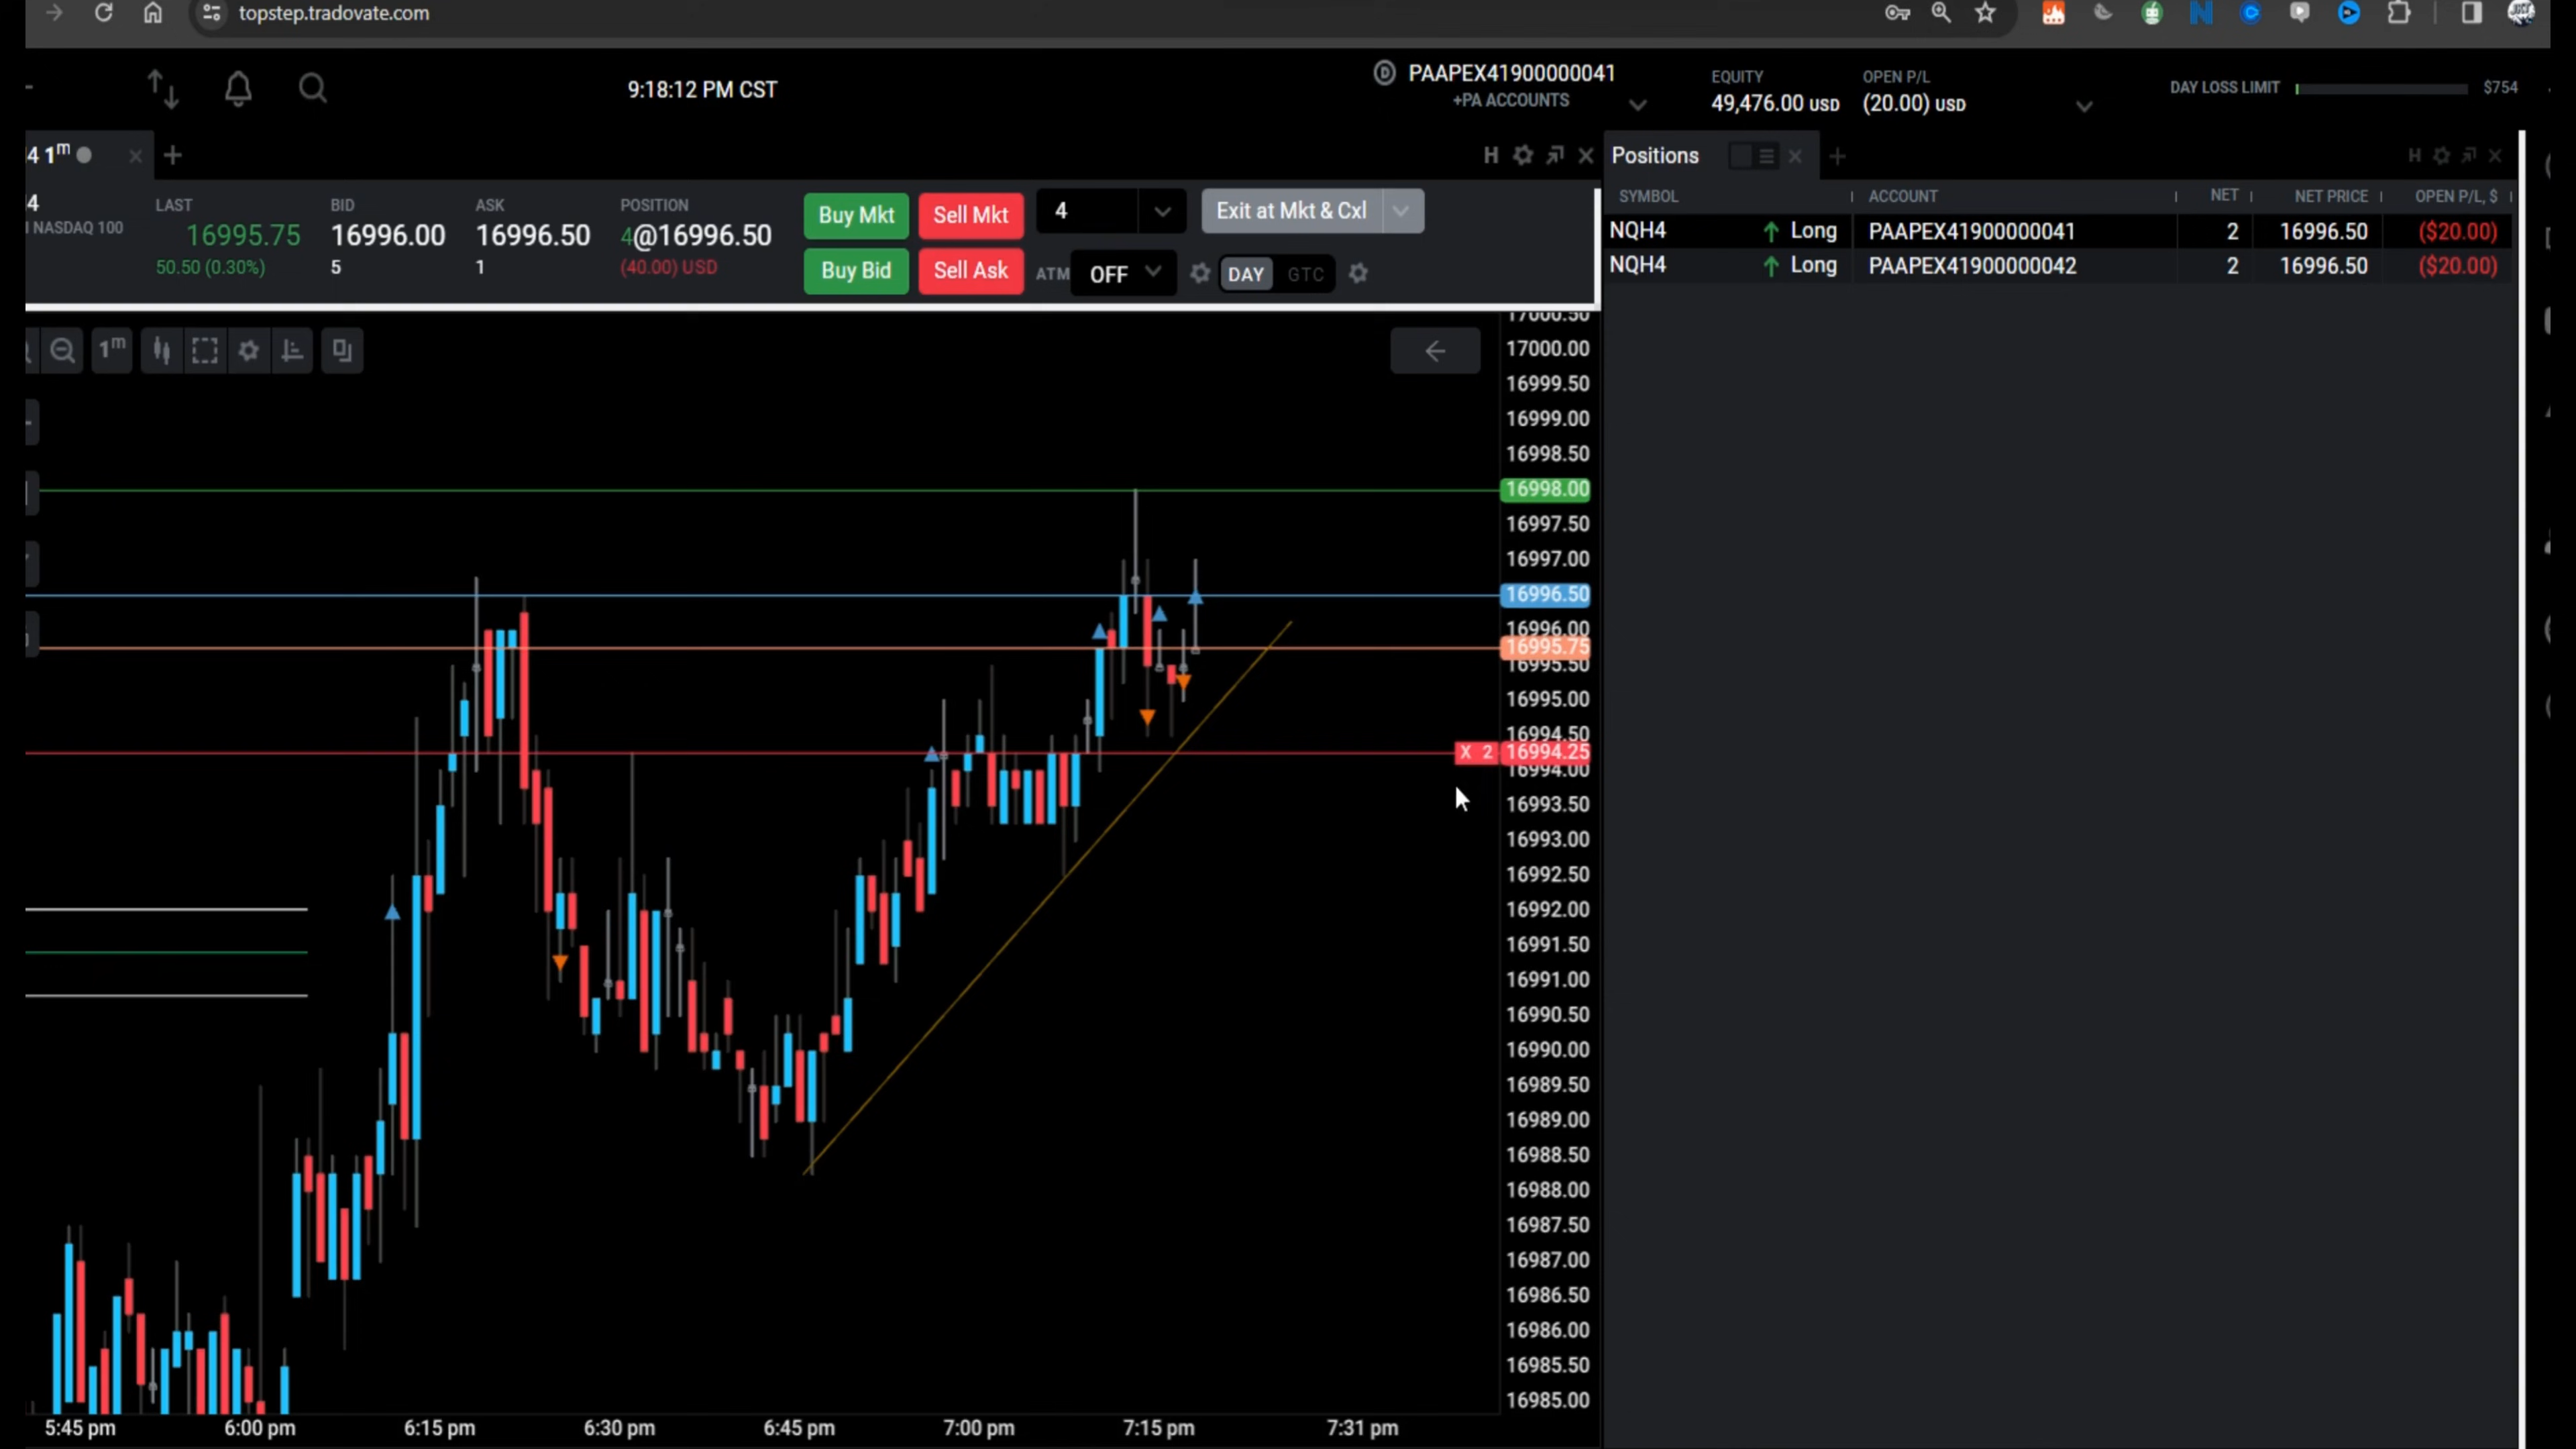 topstep.tradovate.com
9:18:12 PM CST
PAAPEX41900000041
+PA ACCOUNTS
EQUITY
49,476.00 USD
OPEN P/L
(20.00) USD
DAY LOSS LIMIT
$754
4 1m
H
4
NASDAQ 100
LAST
16995.75
50.50 (0.30%)
BID
16996.00
5
ASK
16996.50
1
POSITION
4@16996.50
(40.00) USD
Buy Mkt
Sell Mkt
4
Exit at Mkt & Cxl
Buy Bid
Sell Ask
ATM
OFF
DAY
GTC
Positions
H
SYMBOL ACCOUNT NET NET PRICE OPEN P/L, $
NQH4 Long PAAPEX41900000041 2 16996.50 ($20.00)
NQH4 Long PAAPEX41900000042 2 16996.50 ($20.00)
1m
17000.50
17000.00
16999.50
16999.00
16998.50
16998.00
16997.50
16997.00
16996.50
16996.00
16995.75
16995.50
16995.00
16994.50
X 2 16994.25
16994.00
16993.50
16993.00
16992.50
16992.00
16991.50
16991.00
16990.50
16990.00
16989.50
16989.00
16988.50
16988.00
16987.50
16987.00
16986.50
16986.00
16985.50
16985.00
5:45 pm
6:00 pm
6:15 pm
6:30 pm
6:45 pm
7:00 pm
7:15 pm
7:31 pm